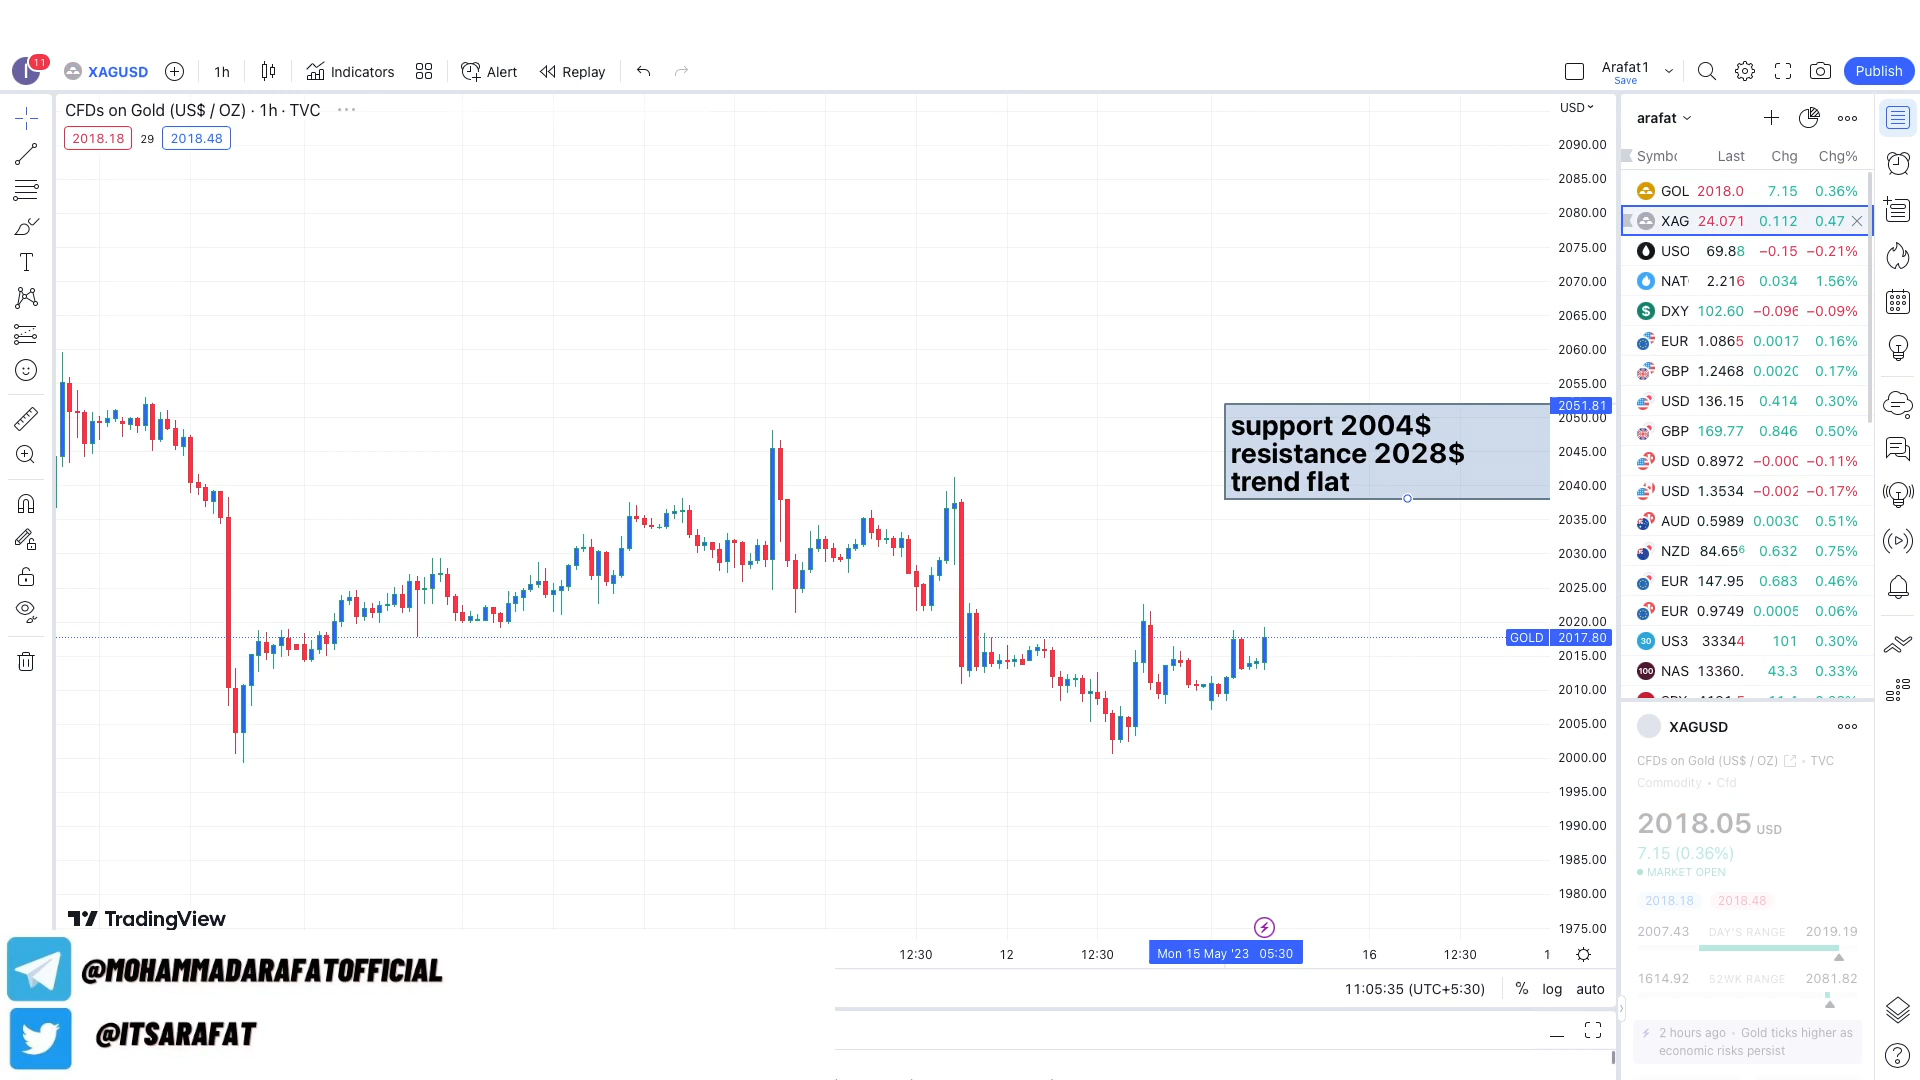 I 11 XAGUSD 1h Indicators Alert Replay Arafat1 Save Publish
CFDs on Gold (US$ / OZ) · 1h · TVC
2018.18 29 2018.48
USD
2090.00
2085.00
2080.00
2075.00
2070.00
2065.00
2060.00
2055.00
2051.81
2050.00
2045.00
2040.00
2035.00
2030.00
2025.00
2020.00
GOLD 2017.80
2015.00
2010.00
2005.00
2000.00
1995.00
1990.00
1985.00
1980.00
1975.00
support 2004$
resistance 2028$
trend flat
TradingView
12:30 12 12:30 Mon 15 May '23 05:30 16 12:30 1
11:05:35 (UTC+5:30) % log auto
@MOHAMMADARAFATOFFICIAL
@ITSARAFAT
arafat
Symbo Last Chg Chg%
GOL 2018.0 7.15 0.36%
XAG 24.071 0.112 0.47
USO 69.88 −0.15 −0.21%
NAT 2.216 0.034 1.56%
DXY 102.60 −0.096 −0.09%
EUR 1.0865 0.0017 0.16%
GBP 1.2468 0.0020 0.17%
USD 136.15 0.414 0.30%
GBP 169.77 0.846 0.50%
USD 0.8972 −0.000 −0.11%
USD 1.3534 −0.002 −0.17%
AUD 0.5989 0.0030 0.51%
NZD 84.656 0.632 0.75%
EUR 147.95 0.683 0.46%
EUR 0.9749 0.0005 0.06%
30 US3 33344 101 0.30%
100 NAS 13360. 43.3 0.33%
XAGUSD
CFDs on Gold (US$ / OZ) • TVC
Commodity • Cfd
2018.05 USD
7.15 (0.36%)
MARKET OPEN
2018.18 2018.48
2007.43 DAY'S RANGE 2019.19
1614.92 52WK RANGE 2081.82
2 hours ago · Gold ticks higher as
economic risks persist